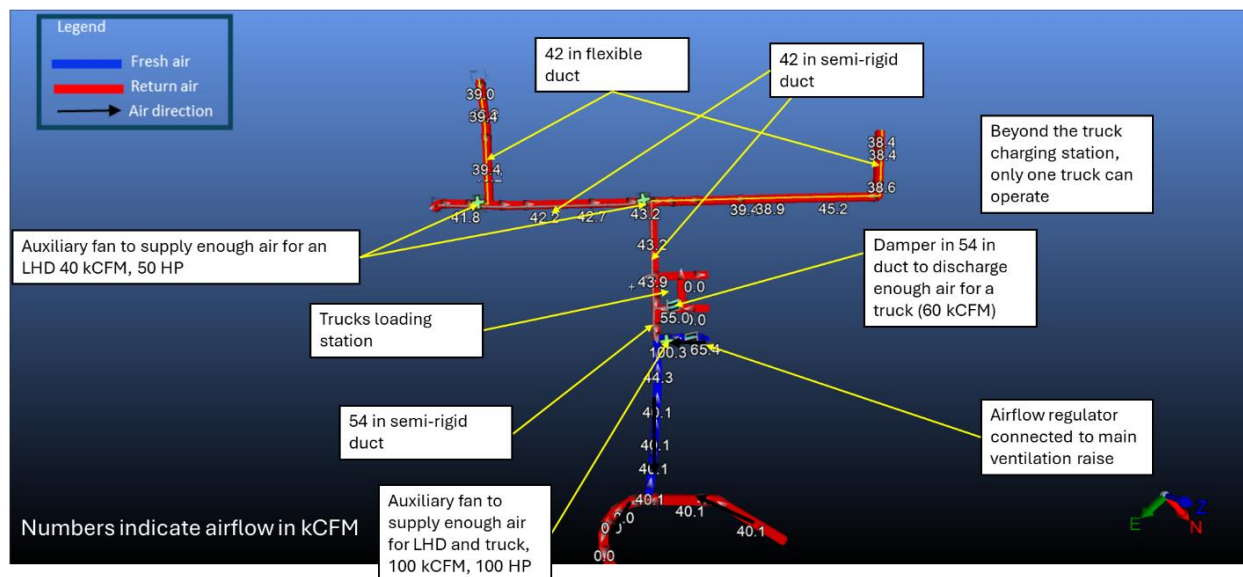 Legend
Fresh air
Return air
Air direction
42 in flexible
duct
42 in semi-rigid
duct
Beyond the truck
charging station,
only one truck can
operate
39.0
39.4
39.4
38.4
38.4
38.6
41.8
42.2
42.7
43.2
39.4
38.9
45.2
Auxiliary fan to supply enough air for an
LHD 40 kCFM, 50 HP
43.2
Damper in 54 in
duct to discharge
enough air for a
truck (60 kCFM)
43.9
0.0
Trucks loading
station
55.0
0.0
100.3
65.4
44.3
54 in semi-rigid
duct
40.1
Airflow regulator
connected to main
ventilation raise
40.1
40.1
Auxiliary fan to
supply enough air
for LHD and truck,
100 kCFM, 100 HP
40.1
40.1
40.1
Numbers indicate airflow in kCFM
0.0
E
Z
N